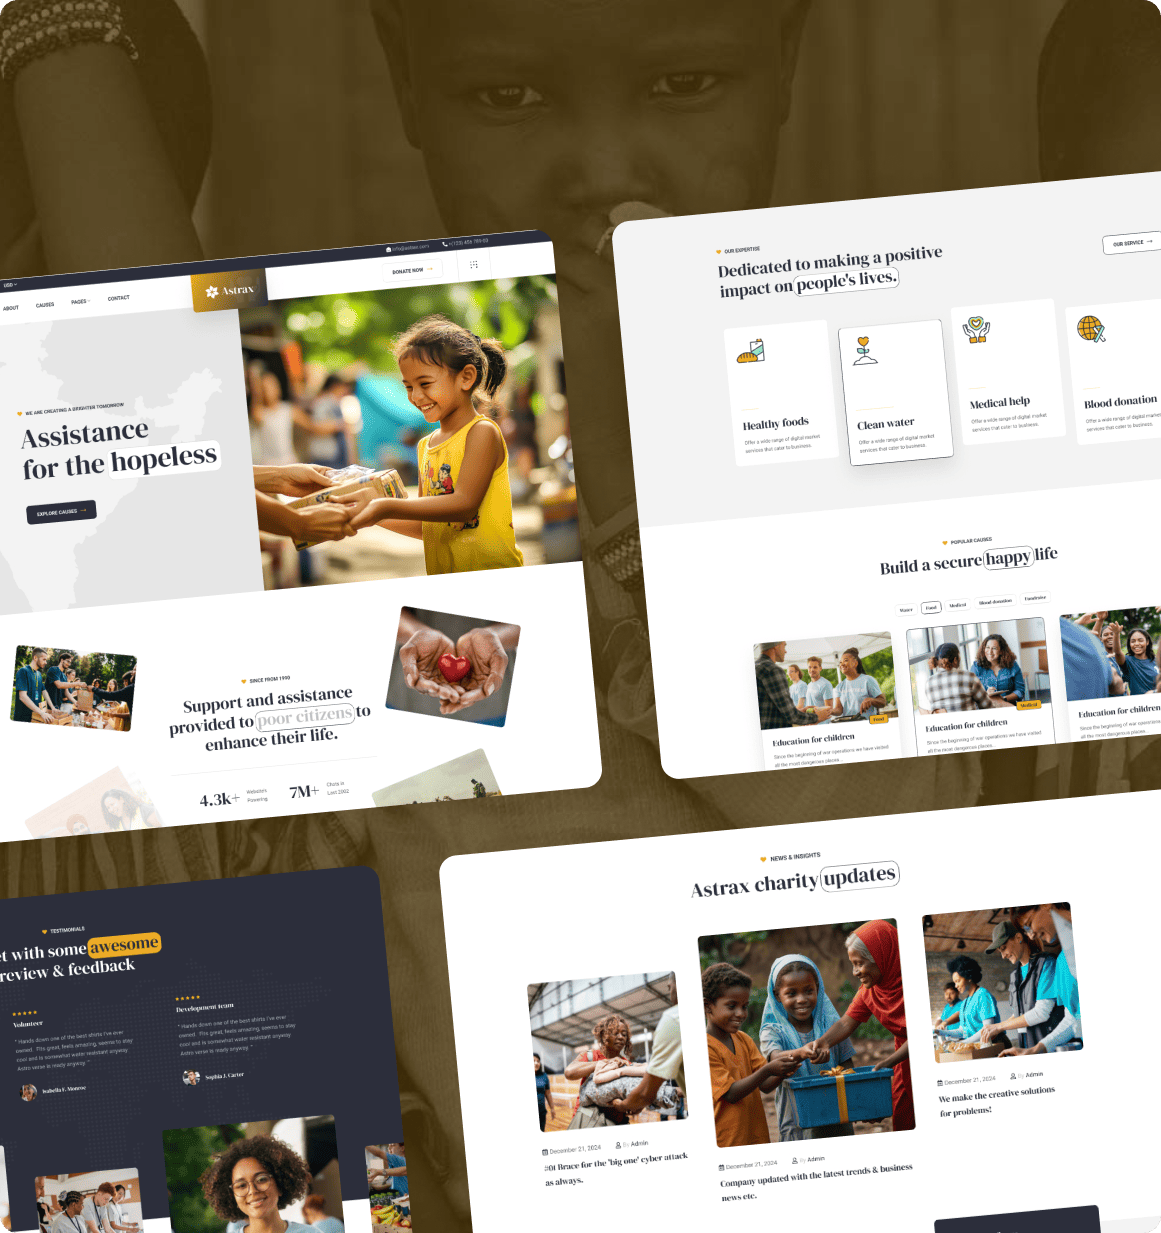 USD
info@astrax.com
+(123) 456 789-03
ABOUT
CAUSES
PAGES
CONTACT
Astrax
DONATE NOW
WE ARE CREATING A BRIGHTER TOMORROW
Assistance
for the hopeless
EXPLORE CAUSES
SINCE FROM 1990
Support and assistance
provided to poor citizens to
enhance their life.
4.3k+
Websites
Powering
7M+
Chats in
Last 2002
OUR EXPERTISE
Dedicated to making a positive
impact on people's lives.
OUR SERVICE
Healthy foods
Offer a wide range of digital market
services that cater to business.
Clean water
Offer a wide range of digital market
services that cater to business.
Medical help
Offer a wide range of digital market
services that cater to business.
Blood donation
Offer a wide range of digital market
services that cater to business.
POPULAR CAUSES
Build a secure happy life
Water
Food
Medical
Blood donation
Fundraise
Food
Education for children
Since the beginning of war operations we have visited
all the most dangerous places...
Medical
Education for children
Since the beginning of war operations we have visited
all the most dangerous places...
Education for children
Since the beginning of war operations
all the most dangerous places...
TESTIMONIALS
et with some awesome
review & feedback
★★★★★
Volunteer
" Hands down one of the best shirts I've ever
owned. Fits great, feels amazing, seems to stay
cool and is somewhat water resistant anyway.
Astro verse is ready anyway. "
Isabella F. Monroe
★★★★★
Development team
" Hands down one of the best shirts I've ever
owned. Fits great, feels amazing, seems to stay
cool and is somewhat water resistant anyway.
Astro verse is ready anyway. "
Sophia J. Carter
NEWS & INSIGHTS
Astrax charity updates
December 21, 2024
By Admin
#01 Brace for the 'big one' cyber attack
as always.
December 21, 2024
By Admin
Company updated with the latest trends & business
news etc.
December 21, 2024
By Admin
We make the creative solutions
for problems!